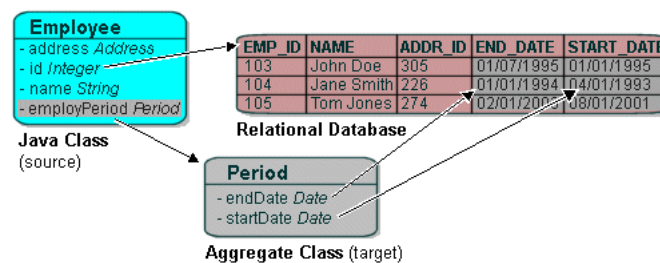 Employee
- address Address
- id Integer
- name String
- employPeriod Period
Java Class
(source)
EMP_ID NAME ADDR_ID END_DATE START_DATE
103 John Doe 305 01/07/1995 01/01/1995
104 Jane Smith 226 01/01/1994 04/01/1993
105 Tom Jones 274 08/01/2001
Relational Database
Period
- endDate Date
- startDate Date
Aggregate Class (target)